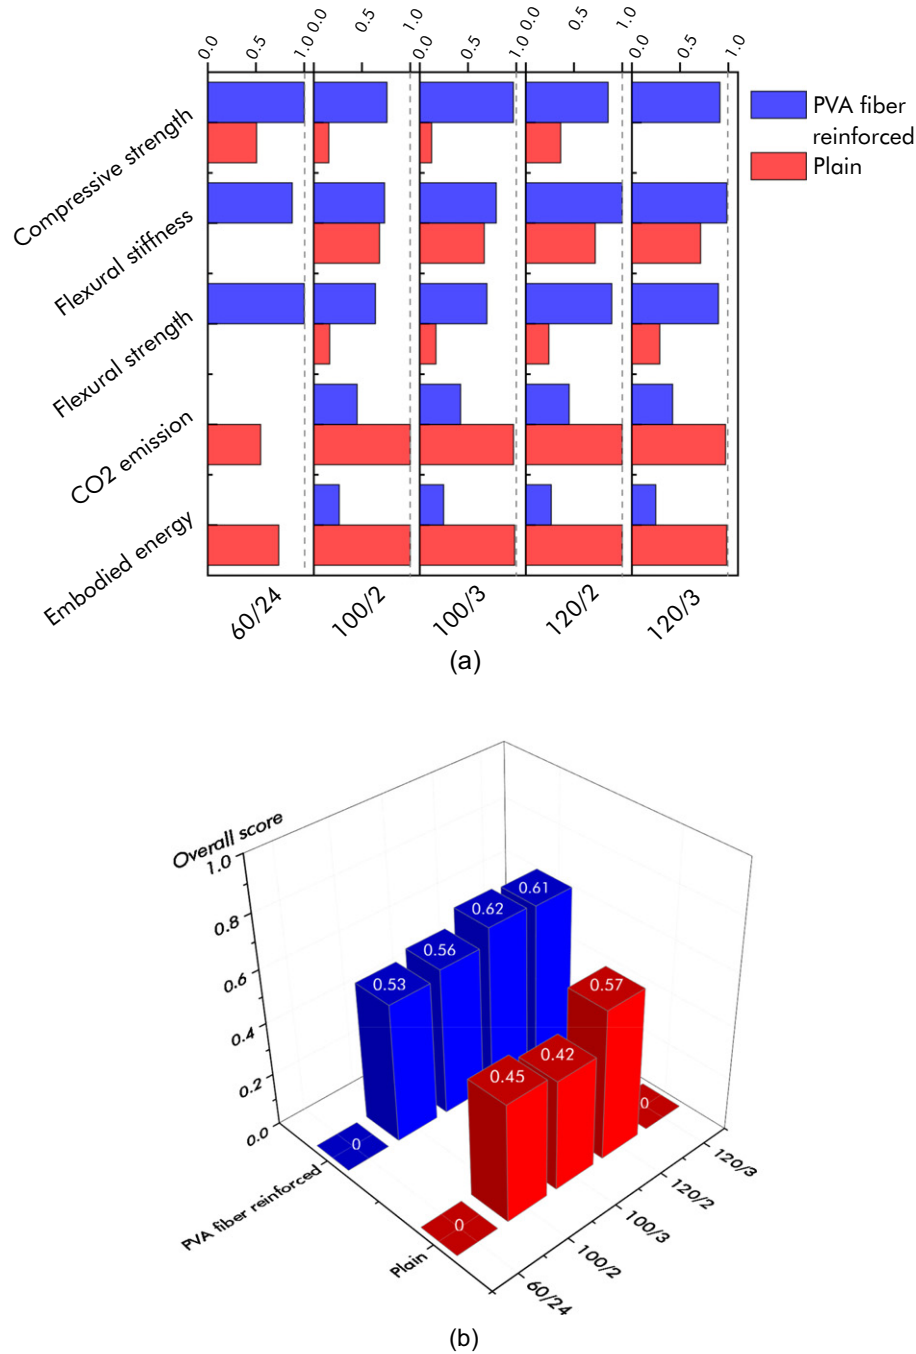 0.0 0.5 1.0 0.0 0.5 1.0 0.0 0.5 1.0 0.0 0.5 1.0 0.0 0.5 1.0
PVA fiber
reinforced
Plain
Compressive strength
Flexural stiffness
Flexural strength
CO2 emission
Embodied energy
60/24 100/2 100/3 120/2 120/3
(a)
Overall score
1.0
0.8
0.6
0.4
0.2
0.0
0.61
0.62
0.56
0.53
0
0.57
0.42
0.45
0
0
PVA fiber reinforced
Plain
120/3
120/2
100/3
100/2
60/24
(b)